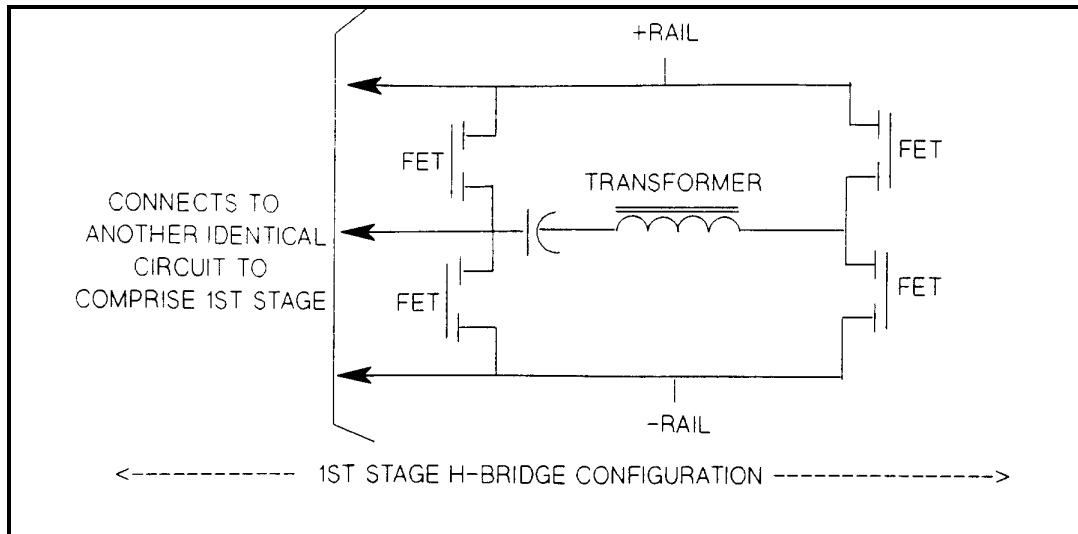 +RAIL
FET
FET
TRANSFORMER
CONNECTS TO
ANOTHER IDENTICAL
CIRCUIT TO
COMPRISE 1ST STAGE
FET
FET
-RAIL
<--------------- 1ST STAGE H-BRIDGE CONFIGURATION --------------->